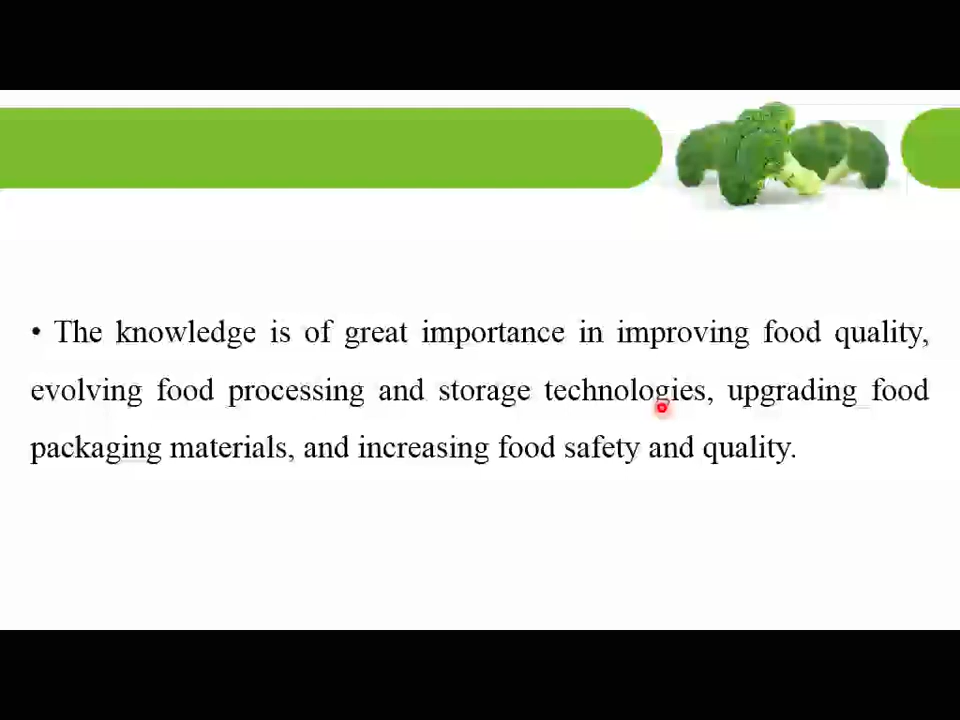 • The knowledge is of great importance in improving food quality,
evolving food processing and storage technologies, upgrading food
packaging materials, and increasing food safety and quality.